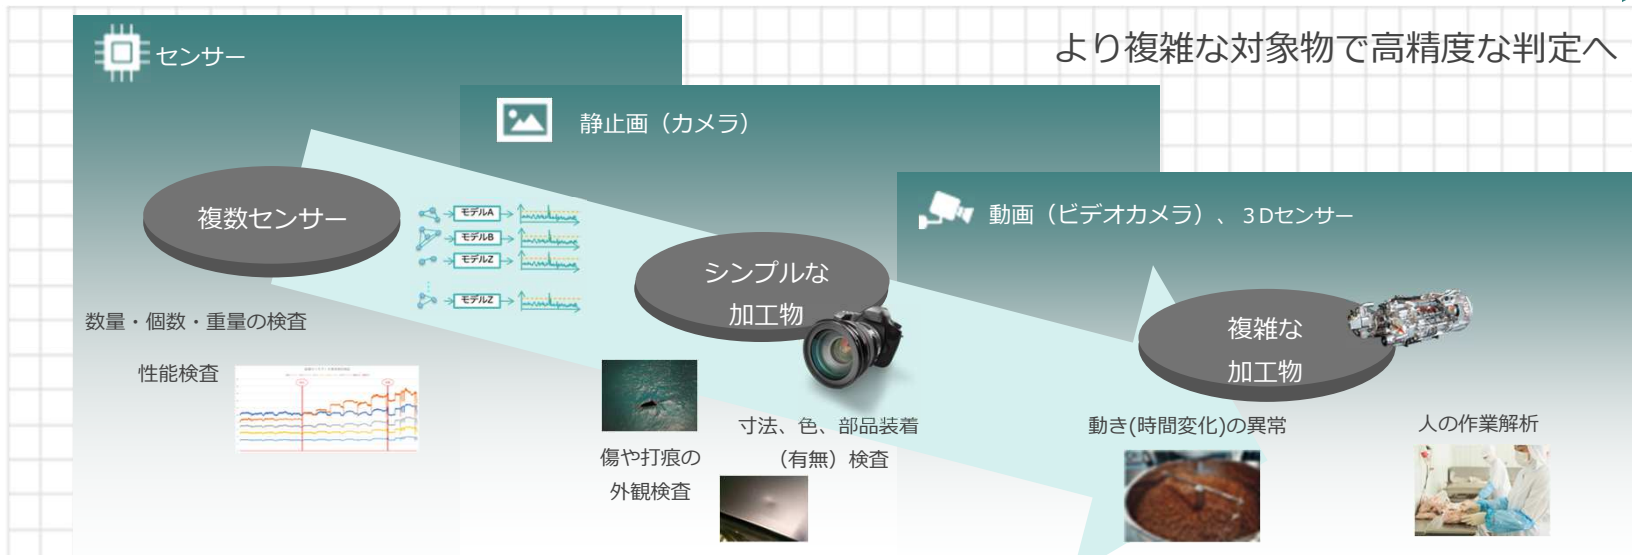 より複雑な対象物で高精度な判定へ
センサー
静止画（カメラ）
動画（ビデオカメラ）、3Dセンサー
複数センサー
モデルA
モデルB
モデルZ
モデルZ
シンプルな
加工物
複雑な
加工物
数量・個数・重量の検査
性能検査
傷や打痕の
外観検査
寸法、色、部品装着
（有無）検査
動き(時間変化)の異常
人の作業解析